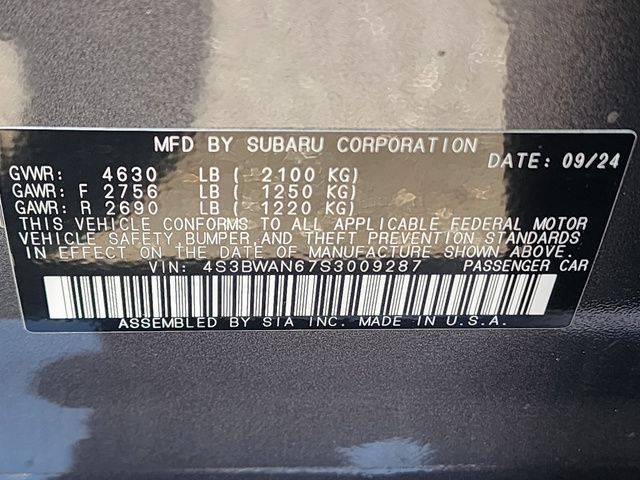 MFD BY SUBARU CORPORATION DATE: 09/24
GVWR: 4630 LB ( 2100 KG)
GAWR: F 2756 LB ( 1250 KG)
GAWR: R 2690 LB ( 1220 KG)
THIS VEHICLE CONFORMS TO ALL APPLICABLE FEDERAL MOTOR
VEHICLE SAFETY, BUMPER AND THEFT PREVENTION STANDARDS
IN EFFECT ON THE DATE OF MANUFACTURE SHOWN ABOVE.
VIN: 4S3BWAN67S3009287 PASSENGER CAR
ASSEMBLED BY SIA INC. MADE IN U.S.A.